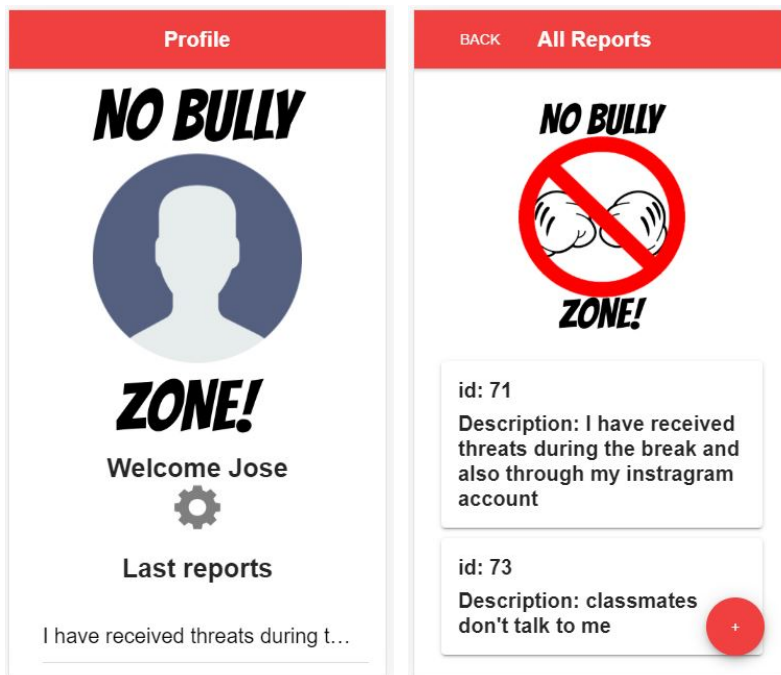 Profile
NO BULLY
ZONE!
Welcome Jose
Last reports
I have received threats during t…
BACK All Reports
NO BULLY
ZONE!
id: 71
Description: I have received
threats during the break and
also through my instragram
account
id: 73
Description: classmates
don't talk to me
+